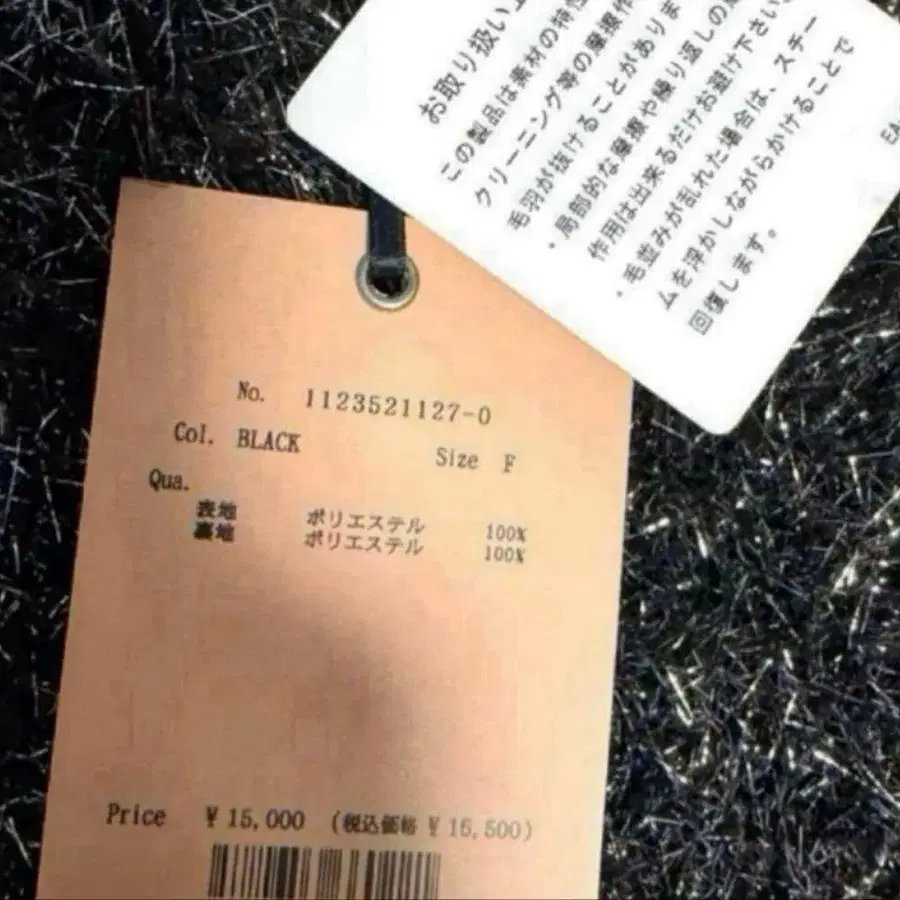 お取り扱い上
この製品は素材の特性
クリーニング等の摩擦作
毛羽が抜けることがありま
・局部的な摩擦や繰り返しの
作用は出来るだけお避け下さい。
・毛並みが乱れた場合は、スチー
ムを浮かしながらかけることで
回復します。
EA
No. 1123521127-0
Col. BLACK
Size F
Qua.
表地 ポリエステル 100%
裏地 ポリエステル 100%
Price ¥15,000 (税込価格 ¥16,500)